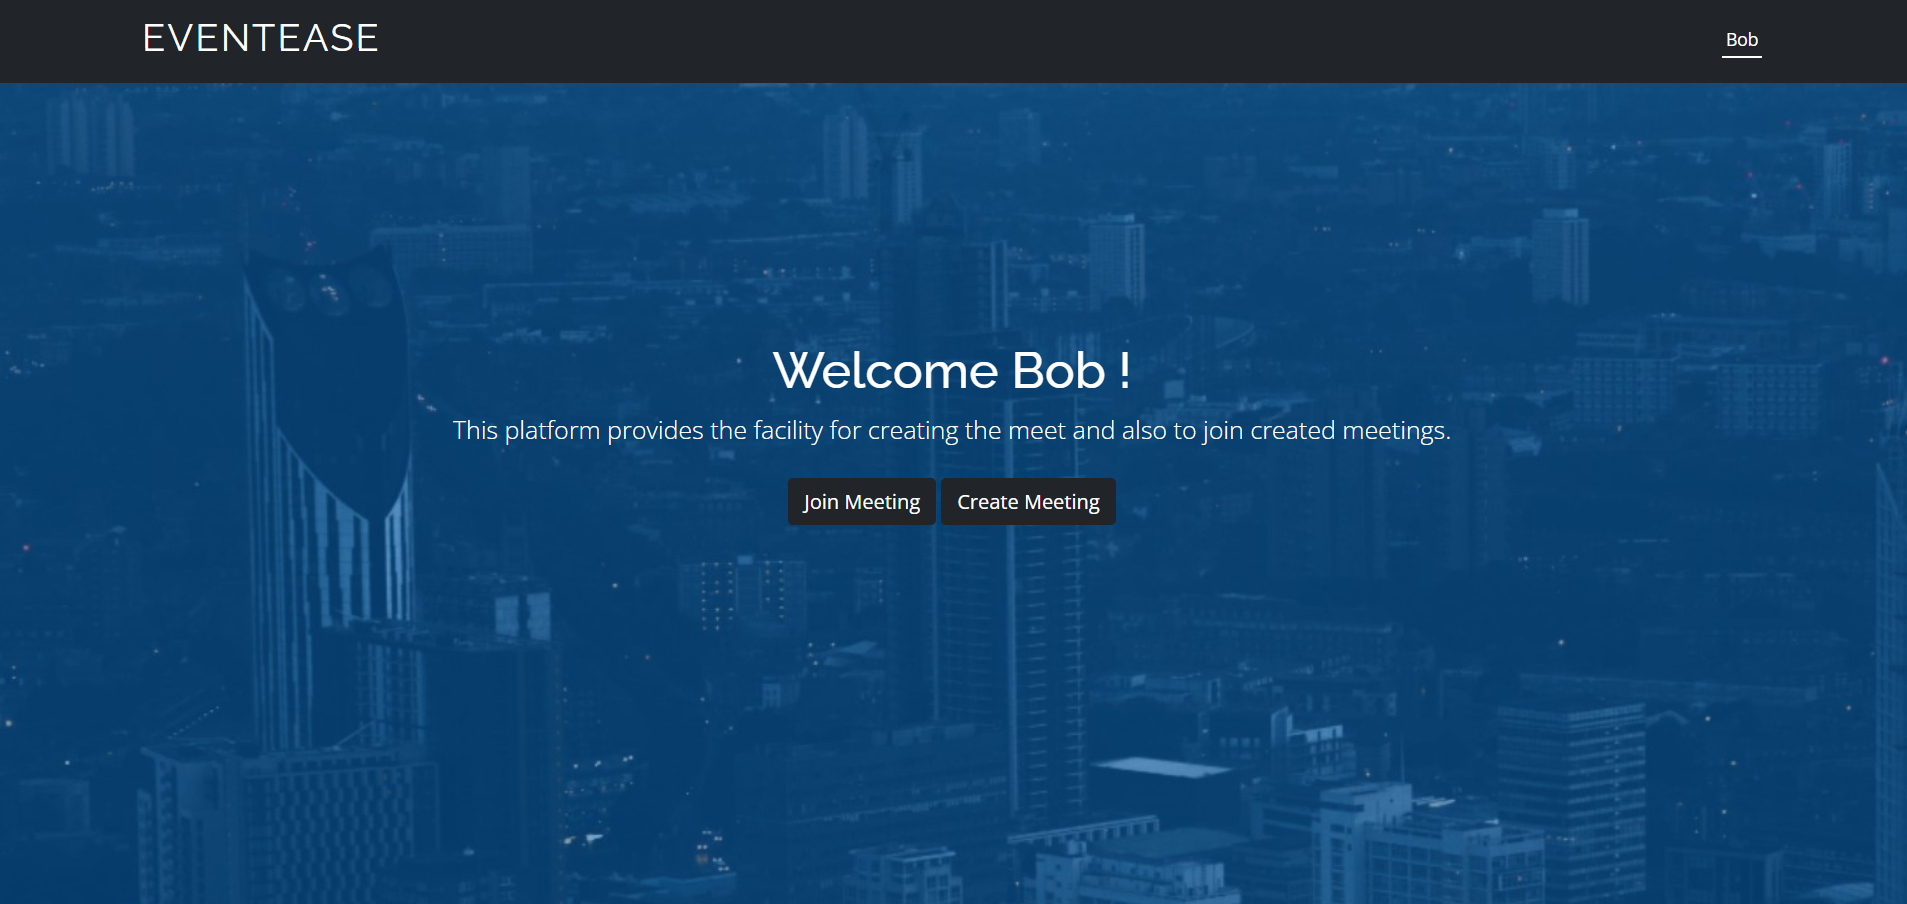 EVENTEASE
Bob
Welcome Bob !
This platform provides the facility for creating the meet and also to join created meetings.
Join Meeting
Create Meeting